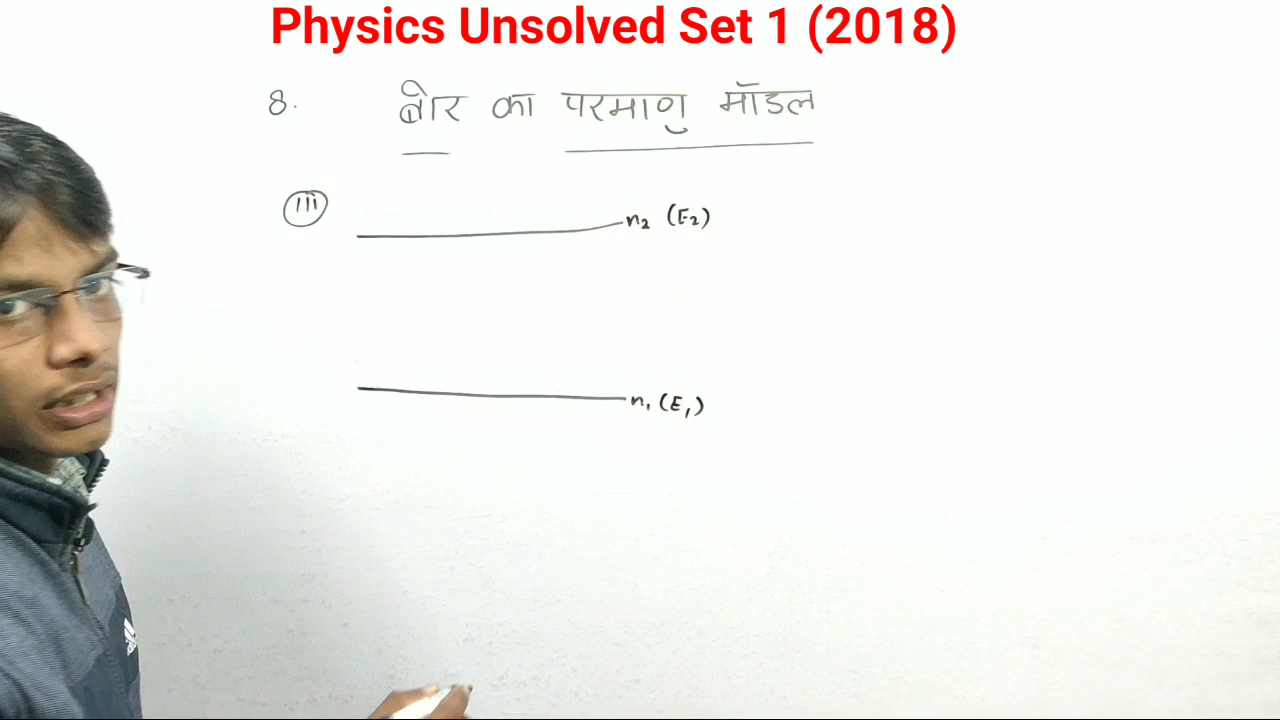 Physics Unsolved Set 1 (2018)
8. बोर का परमाणु मॉडल
iii
n₂ (E₂)
n₁ (E₁)